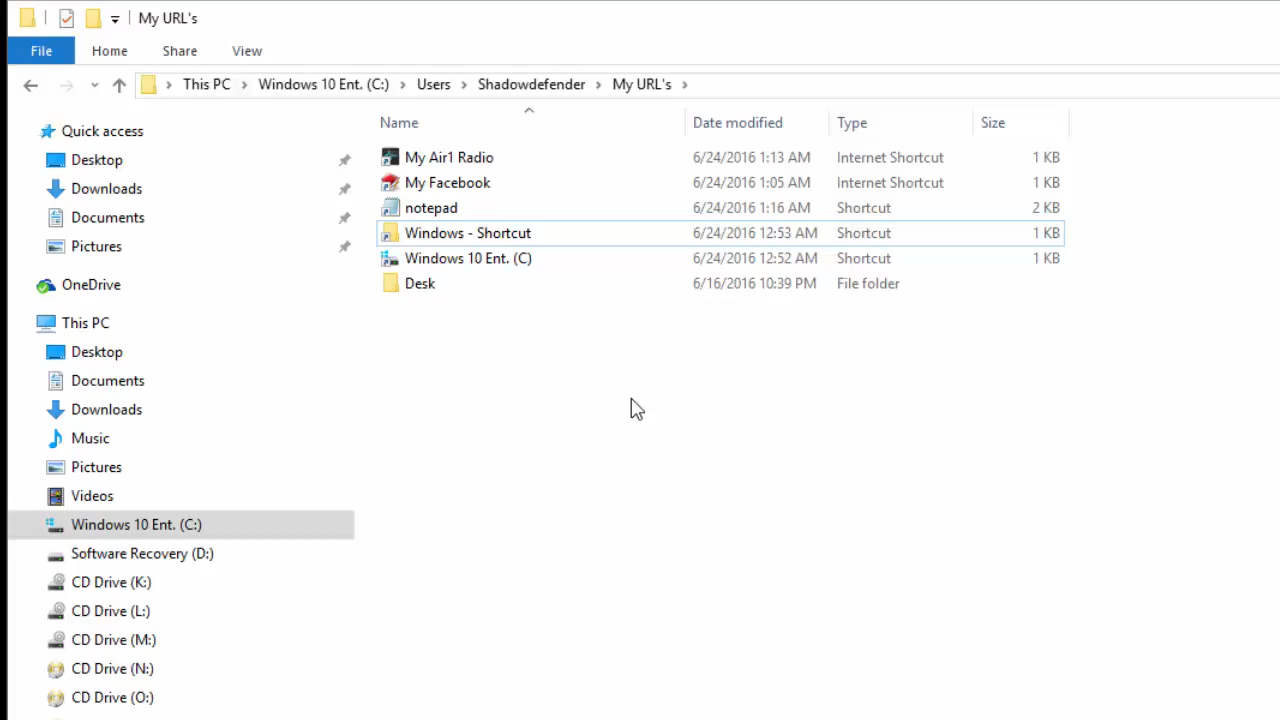 My URL's
File Home Share View
This PC Windows 10 Ent. (C:) Users Shadowdefender My URL's
Name Date modified Type Size
My Air1 Radio 6/24/2016 1:13 AM Internet Shortcut 1 KB
My Facebook 6/24/2016 1:05 AM Internet Shortcut 1 KB
notepad 6/24/2016 1:16 AM Shortcut 2 KB
Windows - Shortcut 6/24/2016 12:53 AM Shortcut 1 KB
Windows 10 Ent. (C) 6/24/2016 12:52 AM Shortcut 1 KB
Desk 6/16/2016 10:39 PM File folder
Quick access
Desktop
Downloads
Documents
Pictures
OneDrive
This PC
Desktop
Documents
Downloads
Music
Pictures
Videos
Windows 10 Ent. (C:)
Software Recovery (D:)
CD Drive (K:)
CD Drive (L:)
CD Drive (M:)
CD Drive (N:)
CD Drive (O:)